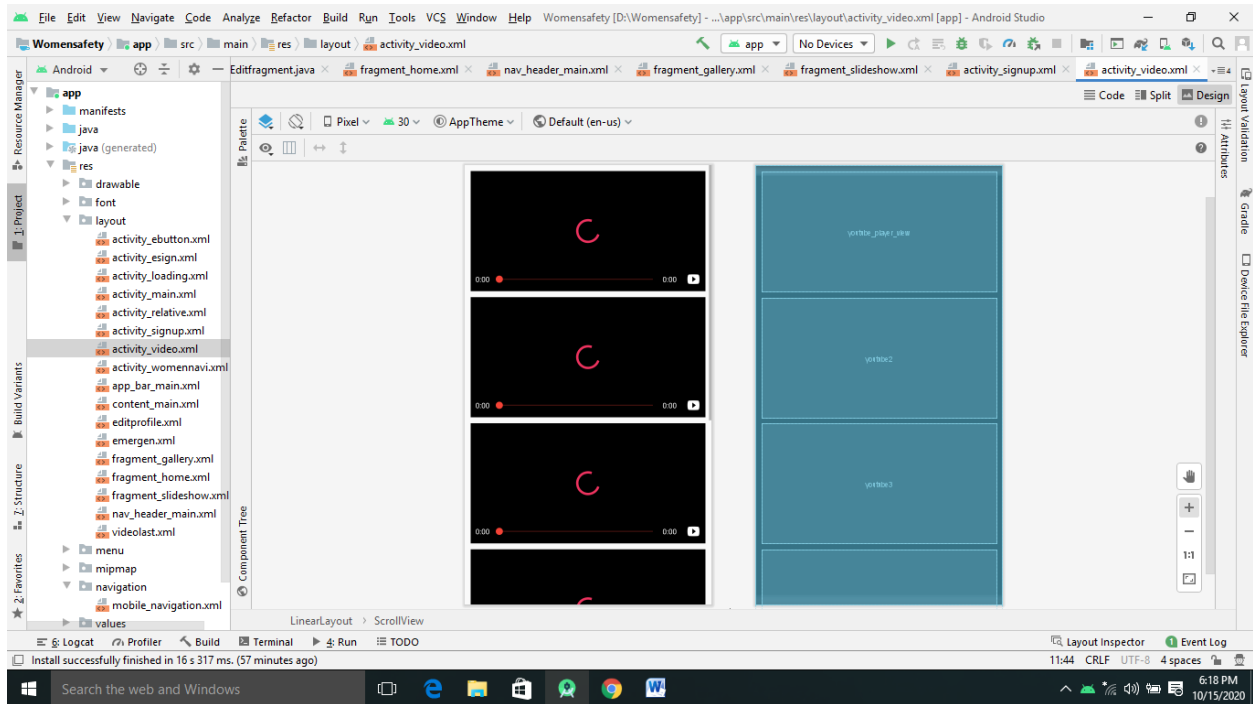 File Edit View Navigate Code Analyze Refactor Build Run Tools VCS Window Help Womensafety [D:\Womensafety] - ...\app\src\main\res\layout\activity_video.xml [app] - Android Studio
Womensafety app src main res layout activity_video.xml app No Devices
Android Editfragment.java fragment_home.xml nav_header_main.xml fragment_gallery.xml fragment_slideshow.xml activity_signup.xml activity_video.xml
Code Split Design
Resource Manager
1: Project
Build Variants
Z: Structure
2: Favorites
app
manifests
java
java (generated)
res
drawable
font
layout
activity_ebutton.xml
activity_esign.xml
activity_loading.xml
activity_main.xml
activity_relative.xml
activity_signup.xml
activity_video.xml
activity_womennavi.xml
app_bar_main.xml
content_main.xml
editprofile.xml
emergen.xml
fragment_gallery.xml
fragment_home.xml
fragment_slideshow.xml
nav_header_main.xml
videolast.xml
menu
mipmap
navigation
mobile_navigation.xml
values
Palette
Component Tree
Pixel 30 AppTheme Default (en-us)
0:00 0:00
0:00 0:00
0:00 0:00
youtube_player_view
youtube2
youtube3
1:1
Attributes
Layout Validation
Gradle
Device File Explorer
LinearLayout ScrollView
6: Logcat Profiler Build Terminal 4: Run TODO Layout Inspector 1 Event Log
Install successfully finished in 16 s 317 ms. (57 minutes ago) 11:44 CRLF UTF-8 4 spaces
Search the web and Windows
6:18 PM
10/15/2020